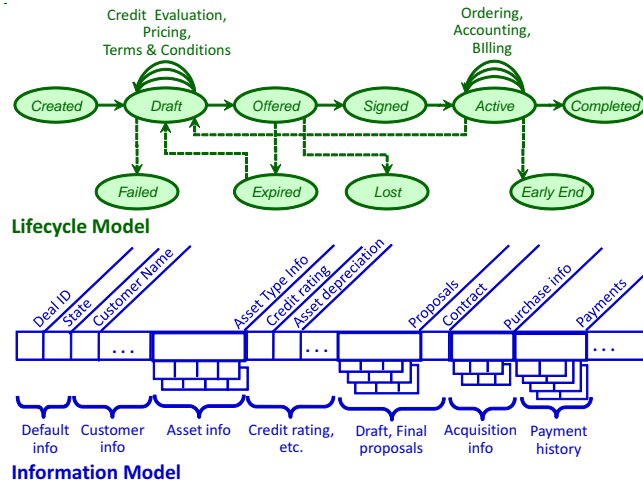 Credit Evaluation,
Pricing,
Terms & Conditions
Ordering,
Accounting,
BIlling
Created
Draft
Offered
Signed
Active
Completed
Failed
Expired
Lost
Early End
Lifecycle Model
Deal ID
State
Customer Name
Asset Type Info
Credit rating
Asset depreciation
Proposals
Contract
Purchase info
Payments
...
...
...
Default
info
Customer
info
Asset info
Credit rating,
etc.
Draft, Final
proposals
Acquisition
info
Payment
history
Information Model